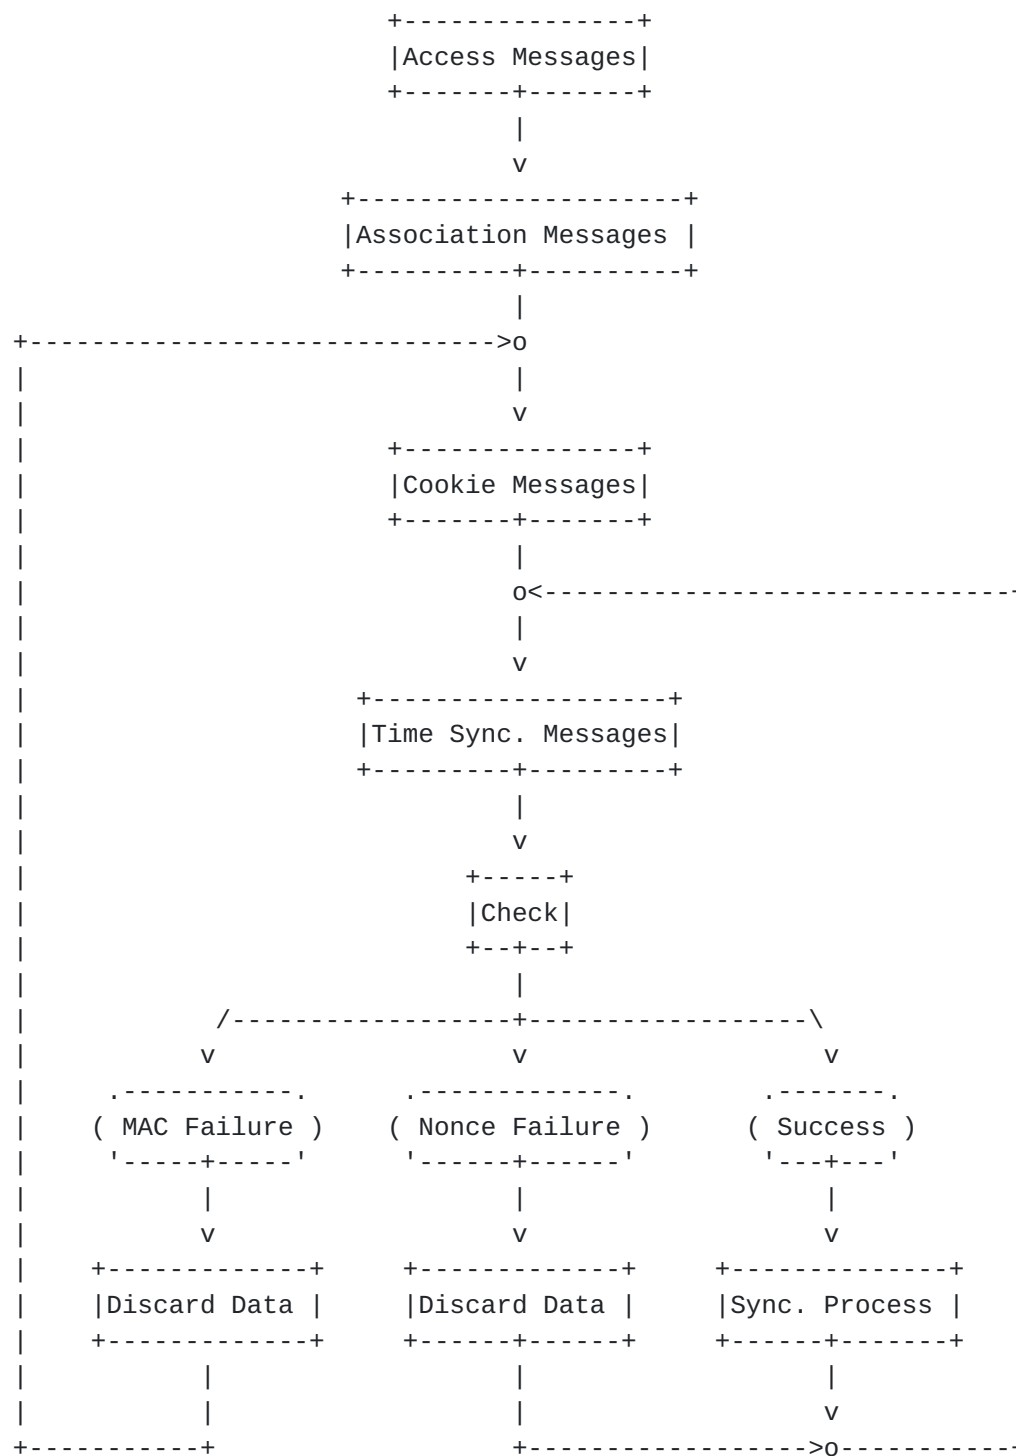 Access Messages
Association Messages
Cookie Messages
Time Sync. Messages
Check
( MAC Failure ) ( Nonce Failure ) ( Success )
Discard Data Discard Data Sync. Process